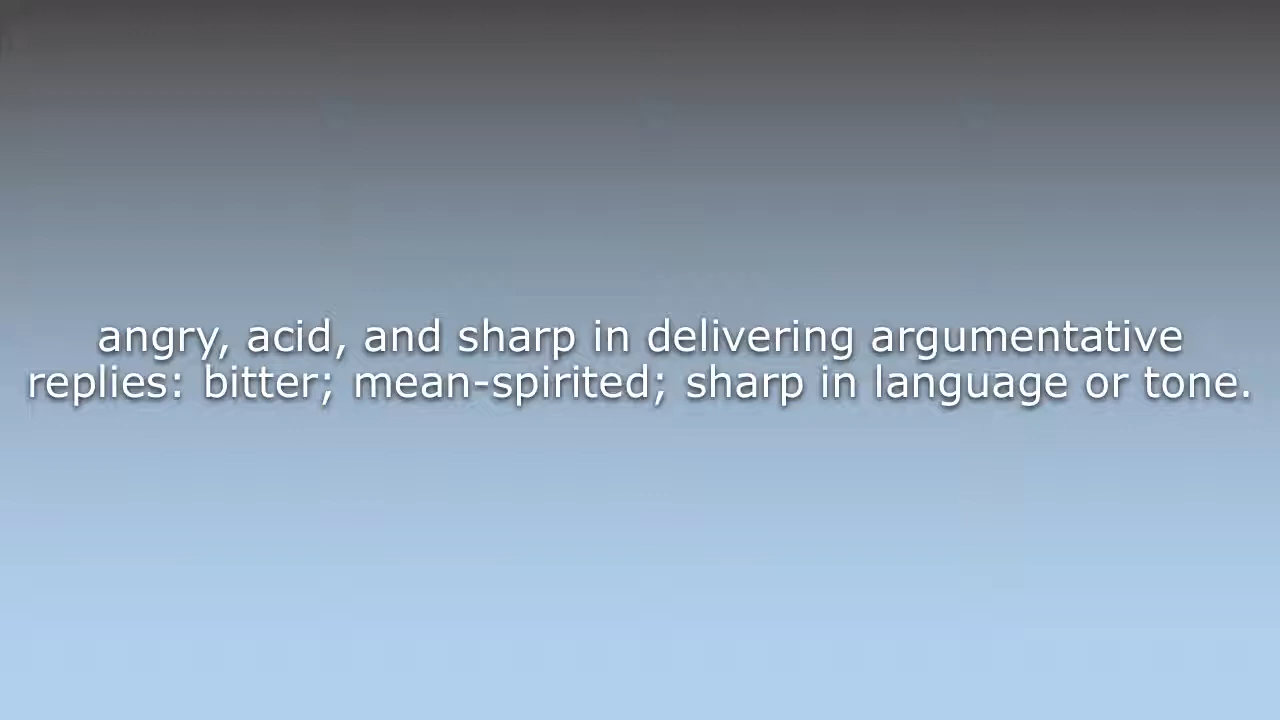 angry, acid, and sharp in delivering argumentative
replies: bitter; mean-spirited; sharp in language or tone.